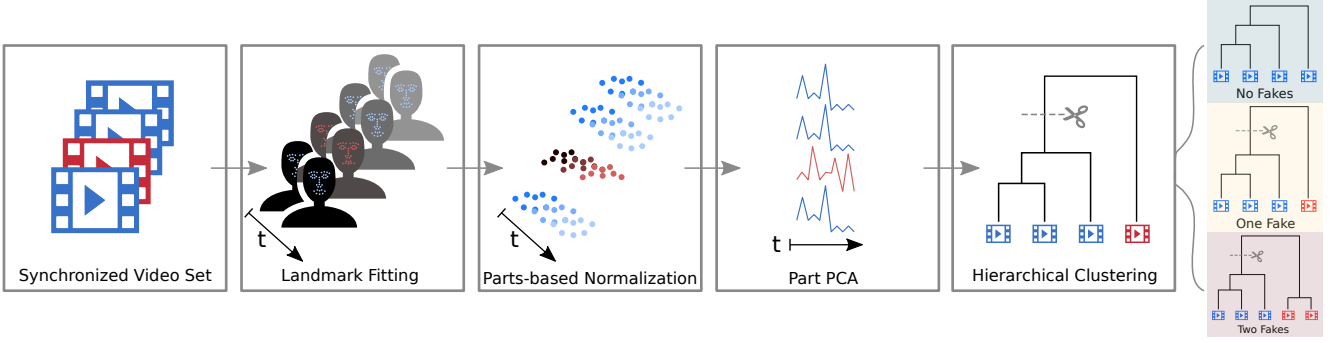 Synchronized Video Set
t
Landmark Fitting
t
Parts-based Normalization
t
Part PCA
Hierarchical Clustering
No Fakes
One Fake
Two Fakes